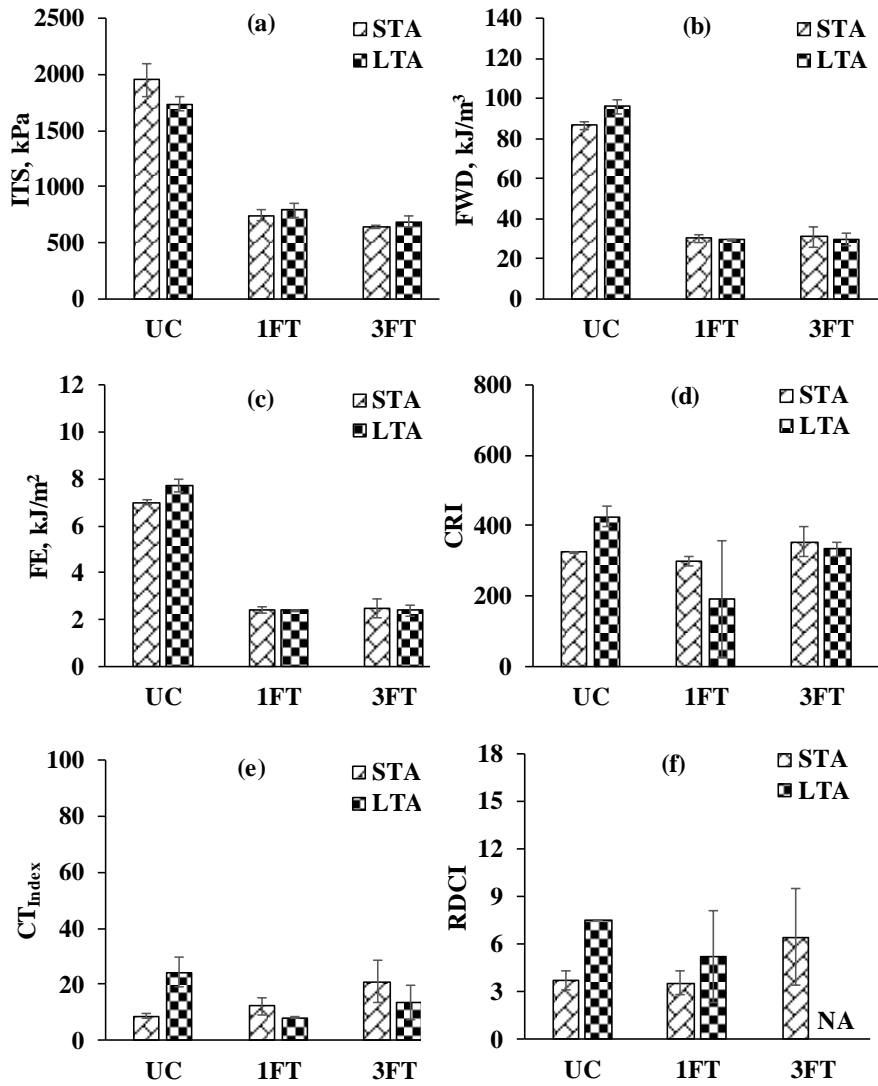 (a)
STA
LTA
ITS, kPa
2500
2000
1500
1000
500
0
UC 1FT 3FT
(b)
STA
LTA
FWD, kJ/m³
140
120
100
80
60
40
20
0
UC 1FT 3FT
(c)
STA
LTA
FE, kJ/m²
12
10
8
6
4
2
0
UC 1FT 3FT
(d)
STA
LTA
CRI
800
600
400
200
0
UC 1FT 3FT
(e)
STA
LTA
CT_Index
100
80
60
40
20
0
UC 1FT 3FT
(f)
STA
LTA
RDCI
18
15
12
9
6
3
0
NA
UC 1FT 3FT